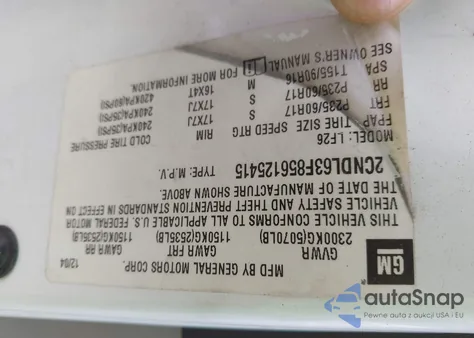 GM
MFD BY GENERAL MOTORS CORP. 12/04
GVWR GAWR FRT GAWR RR
2300KG(5070LB) 1150KG(2535LB) 1150KG(2535LB)
THIS VEHICLE CONFORMS TO ALL APPLICABLE U.S. FEDERAL MOTOR
VEHICLE SAFETY AND THEFT PREVENTION STANDARDS IN EFFECT ON
THE DATE OF MANUFACTURE SHOWN ABOVE.
2CNDL63F856125415 TYPE: M.P.V.
MODEL: LF26
FPAP TIRE SIZE SPEED RTG RIM COLD TIRE PRESSURE
FRT P235/60R17 S 17X7J 240KPA(35PSI)
RR P235/60R17 S 17X7J 240KPA(35PSI)
SPA T155/90R16 M 16X4T 420KPA(60PSI)
SEE OWNER'S MANUAL FOR MORE INFORMATION.
autoSnap
Pewne auta z aukcji USA i EU